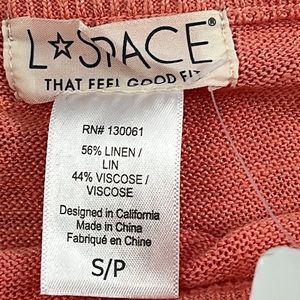 L☆SPACE®
THAT FEEL GOOD FIT
RN# 130061
56% LINEN /
LIN
44% VISCOSE /
VISCOSE
Designed in California
Made in China
Fabriqué en Chine
S/P